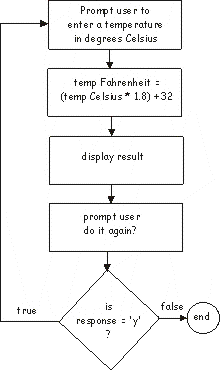 Prompt user to
enter a temperature
in degrees Celsius
temp Fahrenheit =
(temp Celsius * 1.8) +32
display result
prompt user
do it again?
is
response = 'y'
?
true
false
end